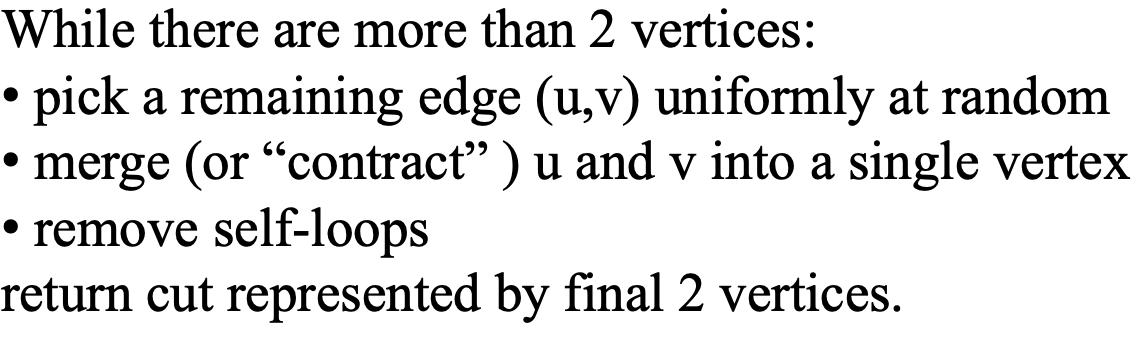 While there are more than 2 vertices:
• pick a remaining edge (u,v) uniformly at random
• merge (or “contract” ) u and v into a single vertex
• remove self-loops
return cut represented by final 2 vertices.